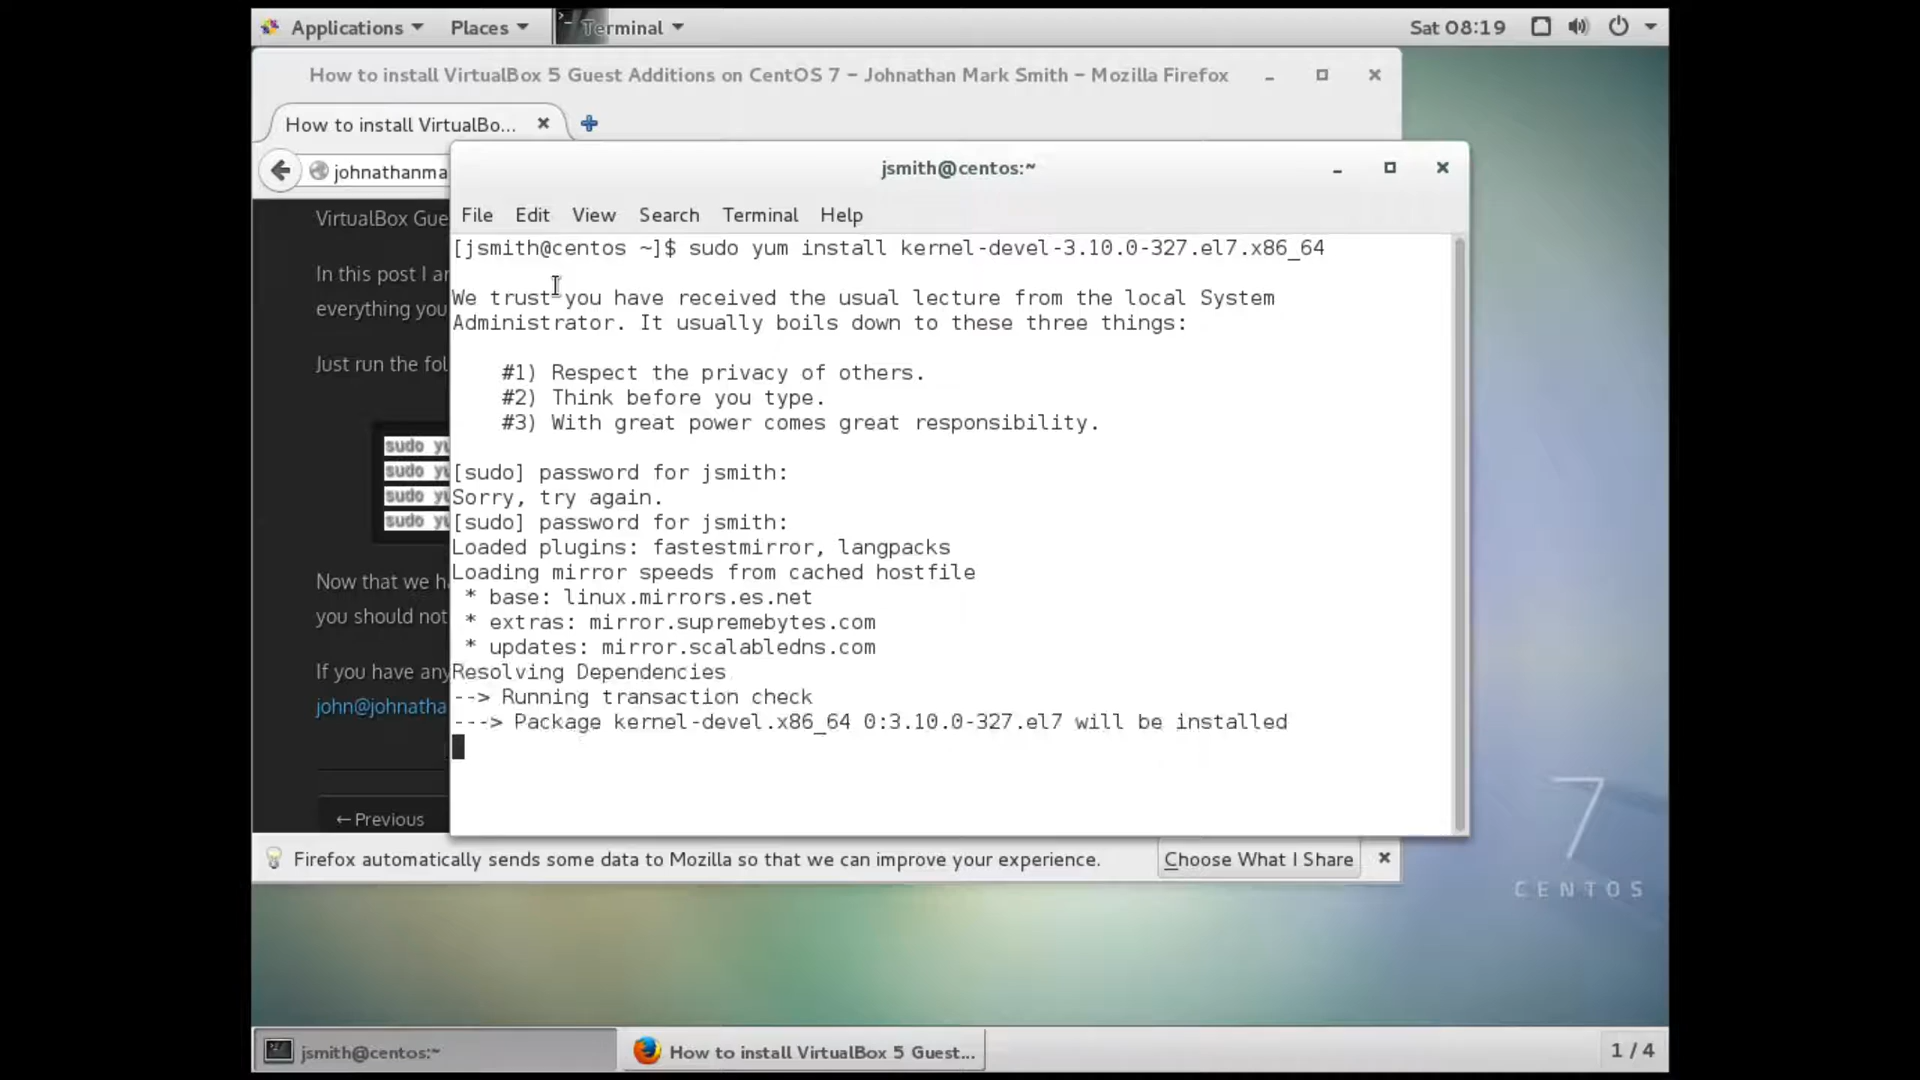 Applications Places Terminal Sat 08:19
How to install VirtualBox 5 Guest Additions on CentOS 7 – Johnathan Mark Smith – Mozilla Firefox
How to install VirtualBo...
johnathanma
VirtualBox Gue
In this post I ar
everything you
Just run the fol
sudo yu
sudo yu
sudo yu
sudo yu
Now that we h
you should not
If you have any
john@johnatha
←Previous
jsmith@centos:~
File Edit View Search Terminal Help
[jsmith@centos ~]$ sudo yum install kernel-devel-3.10.0-327.el7.x86_64
We trust you have received the usual lecture from the local System
Administrator. It usually boils down to these three things:
#1) Respect the privacy of others.
#2) Think before you type.
#3) With great power comes great responsibility.
[sudo] password for jsmith:
Sorry, try again.
[sudo] password for jsmith:
Loaded plugins: fastestmirror, langpacks
Loading mirror speeds from cached hostfile
* base: linux.mirrors.es.net
* extras: mirror.supremebytes.com
* updates: mirror.scalabledns.com
Resolving Dependencies
--> Running transaction check
---> Package kernel-devel.x86_64 0:3.10.0-327.el7 will be installed
Firefox automatically sends some data to Mozilla so that we can improve your experience. Choose What I Share
7
CENTOS
jsmith@centos:~ How to install VirtualBox 5 Guest... 1 / 4